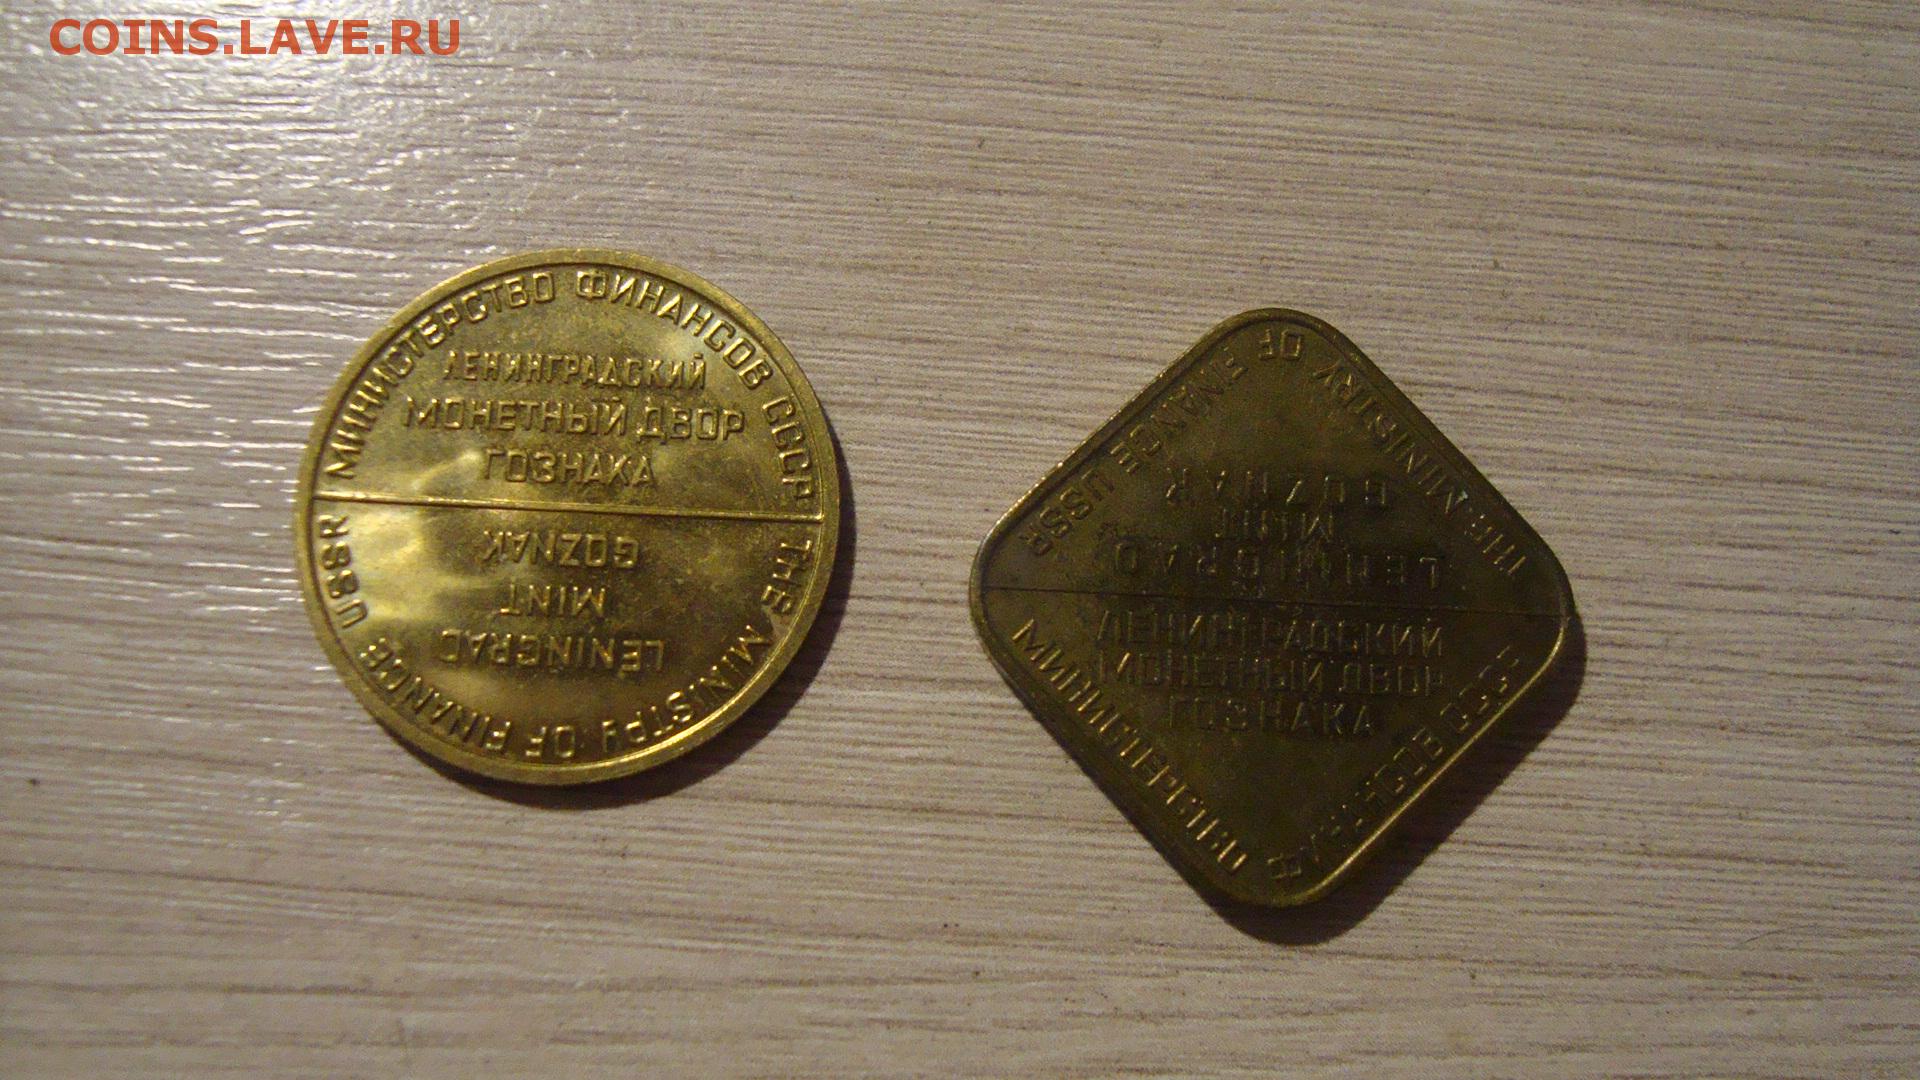 COINS.LAVE.RU
МИНИСТЕРСТВО ФИНАНСОВ СССР
ЛЕНИНГРАДСКИЙ
МОНЕТНЫЙ ДВОР
ГОЗНАКА
THE MINISTRY OF FINANCE USSR
LENINGRAD
MINT
GOZNAK
THE MINISTRY OF FINANCE USSR
LENINGRAD
MINT
GOZNAK
ЛЕНИНГРАДСКИЙ
МОНЕТНЫЙ ДВОР
ГОЗНАКА
МИНИСТЕРСТВО ФИНАНСОВ СССР